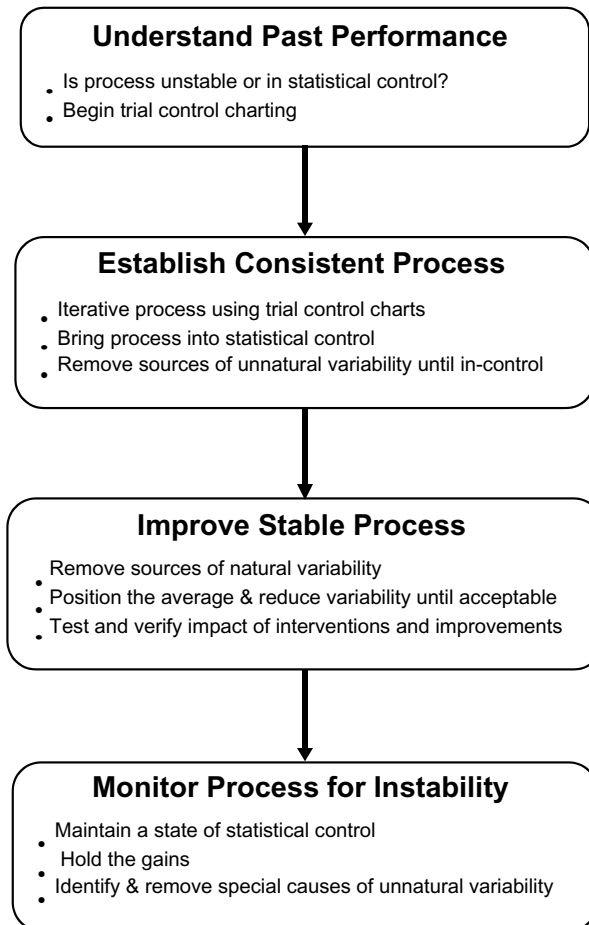 Understand Past Performance
• Is process unstable or in statistical control?
• Begin trial control charting
Establish Consistent Process
• Iterative process using trial control charts
• Bring process into statistical control
• Remove sources of unnatural variability until in-control
Improve Stable Process
• Remove sources of natural variability
• Position the average & reduce variability until acceptable
• Test and verify impact of interventions and improvements
Monitor Process for Instability
• Maintain a state of statistical control
• Hold the gains
• Identify & remove special causes of unnatural variability